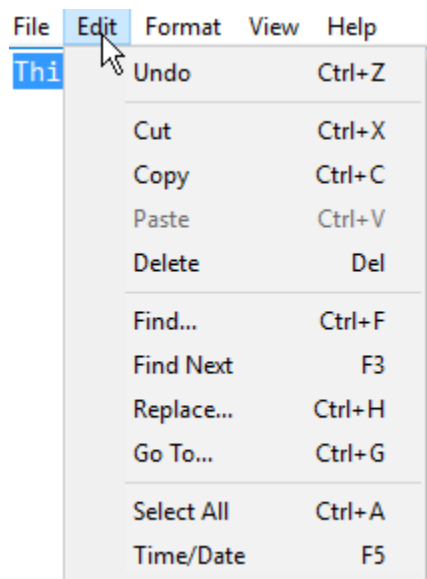 File Edit Format View Help
Thi
Undo Ctrl+Z
Cut Ctrl+X
Copy Ctrl+C
Paste Ctrl+V
Delete Del
Find... Ctrl+F
Find Next F3
Replace... Ctrl+H
Go To... Ctrl+G
Select All Ctrl+A
Time/Date F5